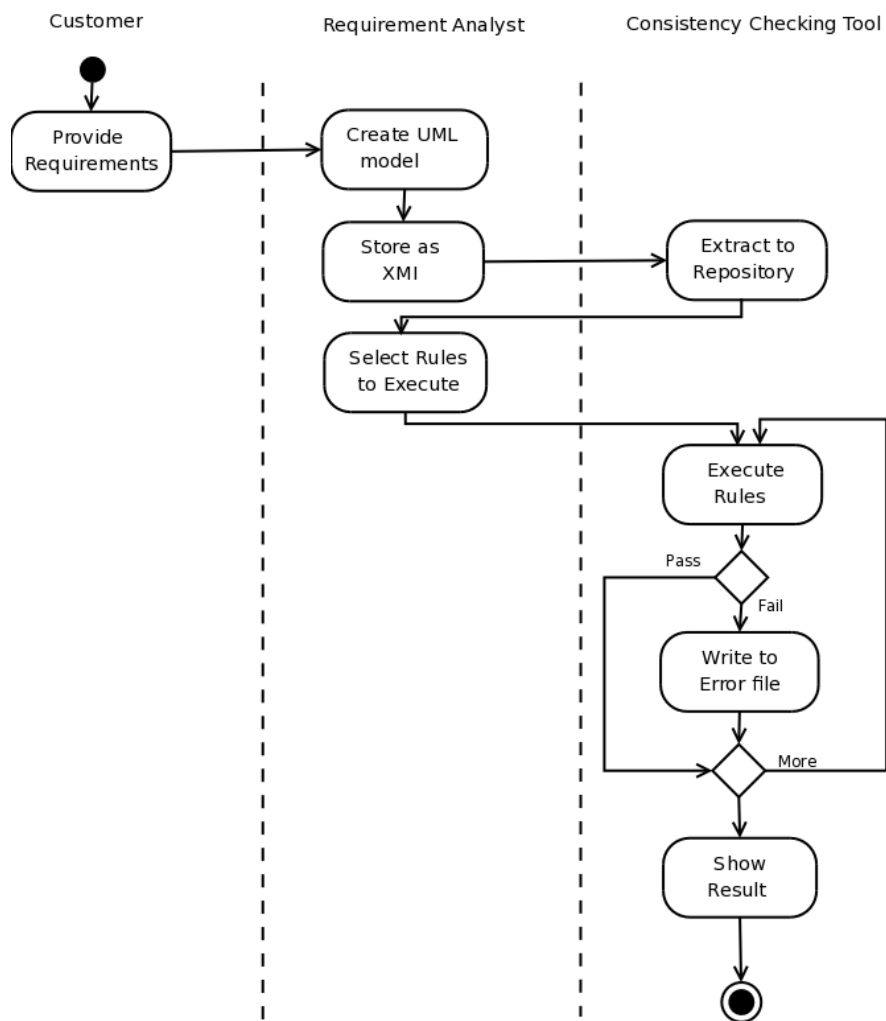 Customer
Requirement Analyst
Consistency Checking Tool
Provide
Requirements
Create UML
model
Store as
XMI
Extract to
Repository
Select Rules
to Execute
Execute
Rules
Pass
Fail
Write to
Error file
More
Show
Result